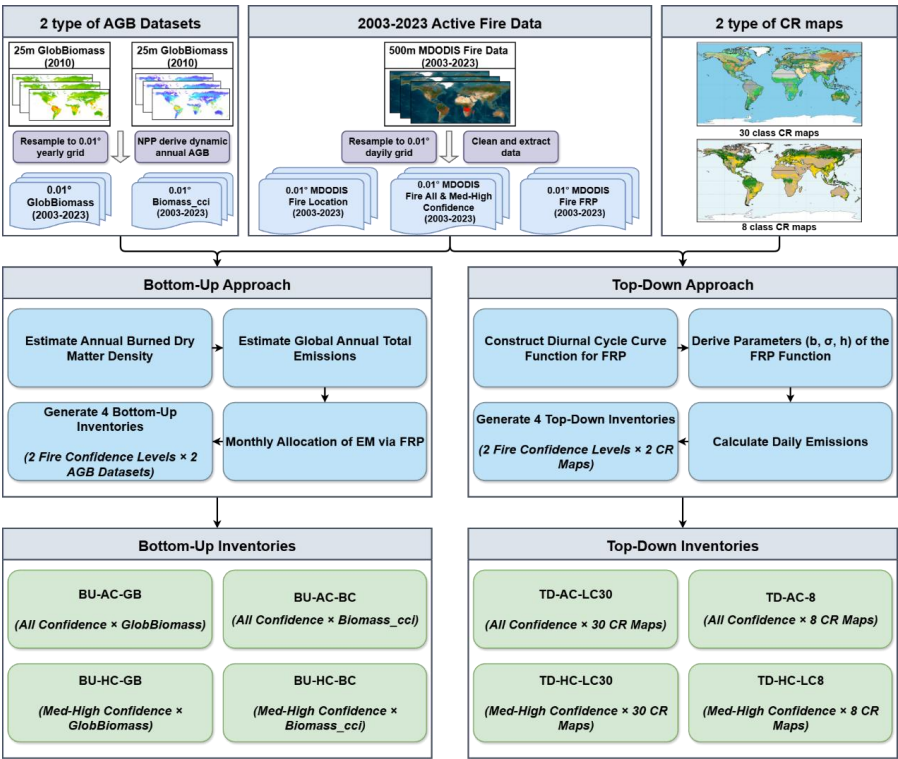 2 type of AGB Datasets
25m GlobBiomass
(2010)
25m GlobBiomass
(2010)
Resample to 0.01°
yearly grid
NPP derive dynamic
annual AGB
0.01°
GlobBiomass
(2003-2023)
0.01°
Biomass_cci
(2003-2023)
2003-2023 Active Fire Data
500m MDODIS Fire Data
(2003-2023)
Resample to 0.01°
dayily grid
Clean and extract
data
0.01° MDODIS
Fire Location
(2003-2023)
0.01° MDODIS
Fire All & Med-High
Confidence
(2003-2023)
0.01° MDODIS
Fire FRP
(2003-2023)
2 type of CR maps
30 class CR maps
8 class CR maps
Bottom-Up Approach
Estimate Annual Burned Dry
Matter Density
Estimate Global Annual Total
Emissions
Generate 4 Bottom-Up
Inventories
(2 Fire Confidence Levels × 2
AGB Datasets)
Monthly Allocation of EM via FRP
Top-Down Approach
Construct Diurnal Cycle Curve
Function for FRP
Derive Parameters (b, σ, h) of the
FRP Function
Generate 4 Top-Down Inventories
(2 Fire Confidence Levels × 2 CR
Maps)
Calculate Daily Emissions
Bottom-Up Inventories
BU-AC-GB
(All Confidence × GlobBiomass)
BU-AC-BC
(All Confidence × Biomass_cci)
BU-HC-GB
(Med-High Confidence ×
GlobBiomass)
BU-HC-BC
(Med-High Confidence ×
Biomass_cci)
Top-Down Inventories
TD-AC-LC30
(All Confidence × 30 CR Maps)
TD-AC-8
(All Confidence × 8 CR Maps)
TD-HC-LC30
(Med-High Confidence × 30 CR
Maps)
TD-HC-LC8
(Med-High Confidence × 8 CR
Maps)